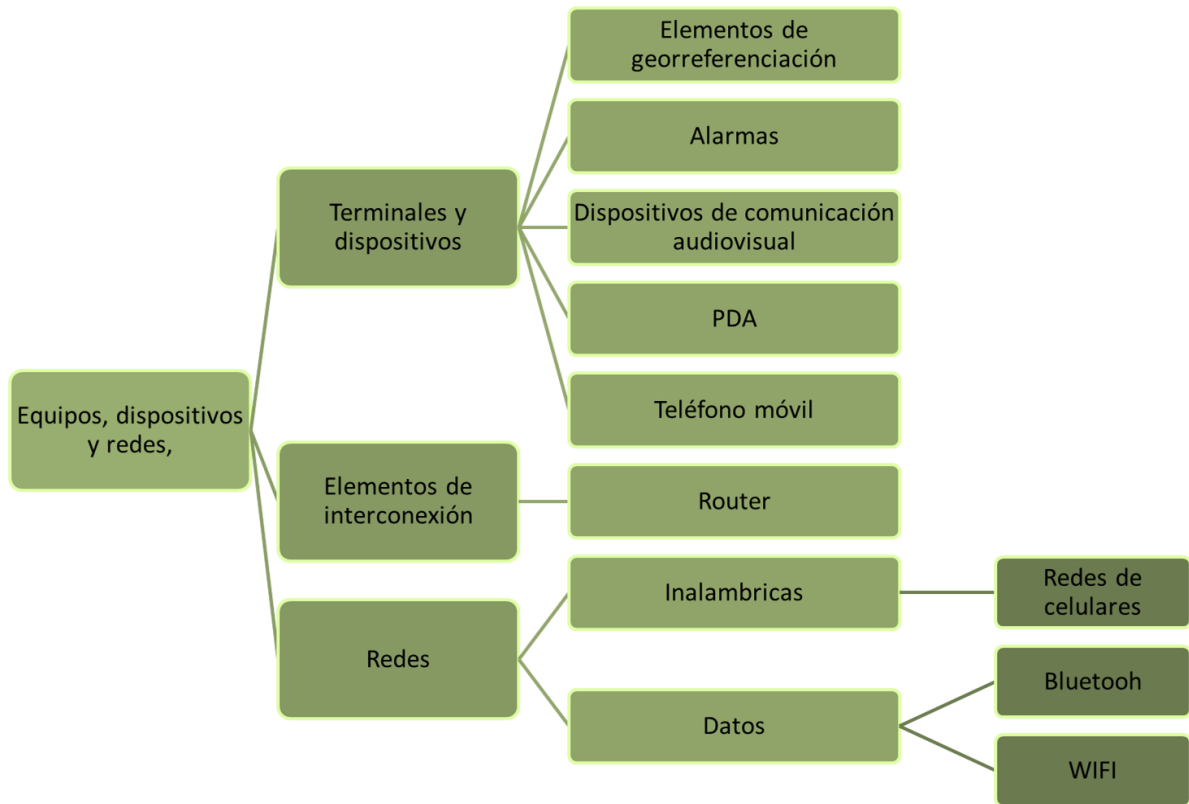 Elementos de
georreferenciación
Alarmas
Terminales y
dispositivos
Dispositivos de comunicación
audiovisual
PDA
Equipos, dispositivos
y redes,
Teléfono móvil
Elementos de
interconexión
Router
Inalambricas
Redes de
celulares
Redes
Bluetooh
Datos
WIFI